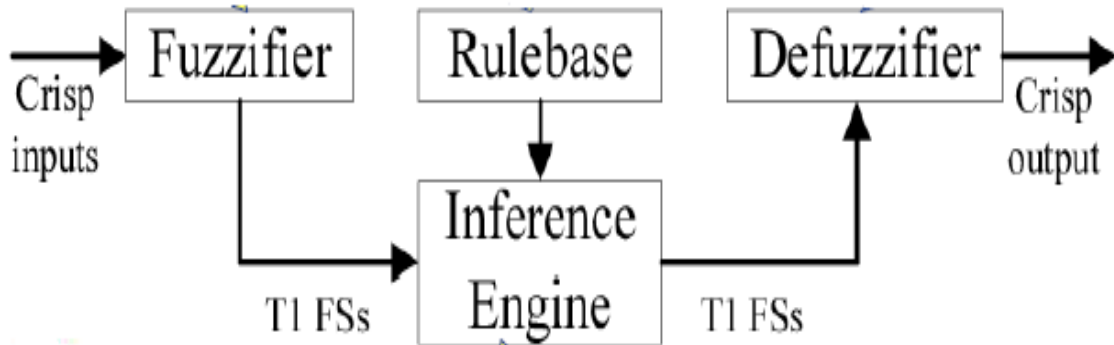 Fuzzifier
Rulebase
Defuzzifier
Crisp
inputs
Crisp
output
Inference
Engine
T1 FSs
T1 FSs